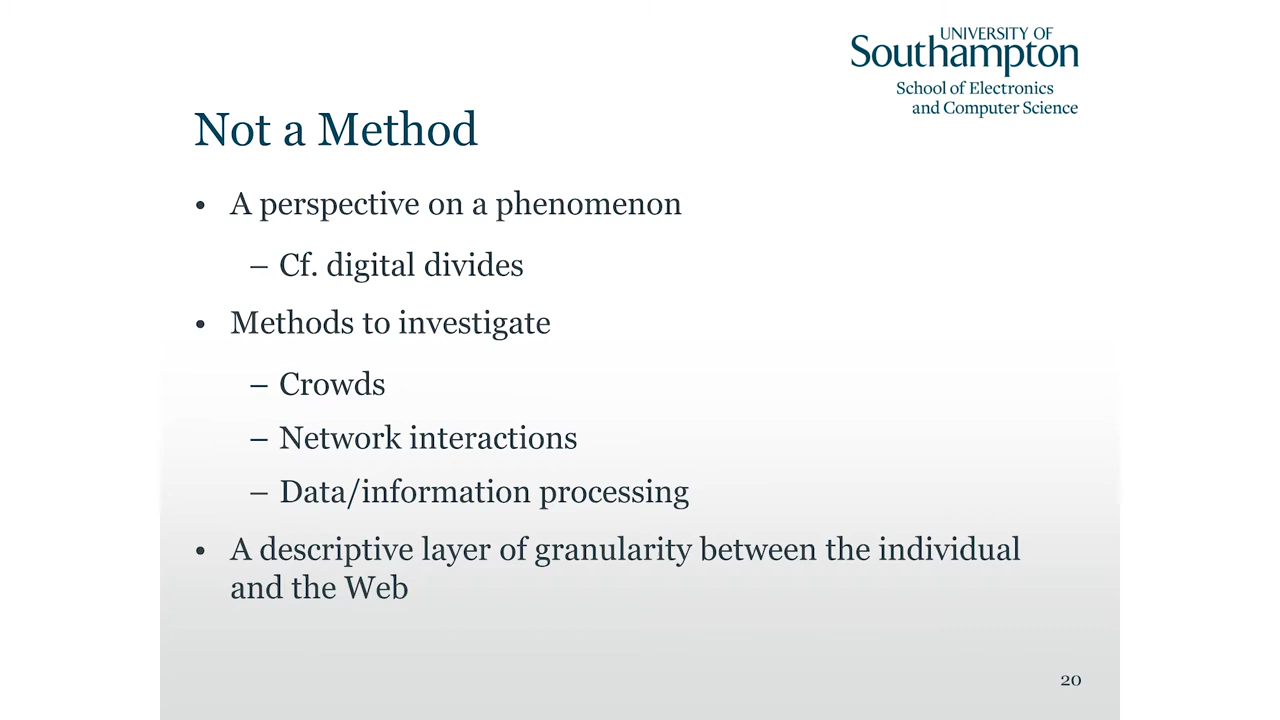 UNIVERSITY OF
Southampton
School of Electronics
and Computer Science
Not a Method
• A perspective on a phenomenon
– Cf. digital divides
• Methods to investigate
– Crowds
– Network interactions
– Data/information processing
• A descriptive layer of granularity between the individual
and the Web
20